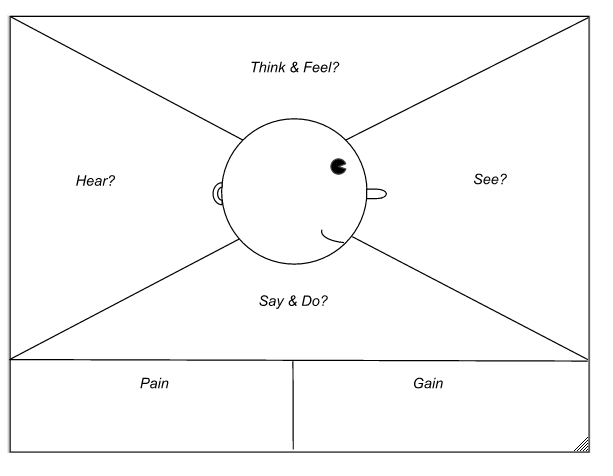 Think & Feel?
Hear?
See?
Say & Do?
Pain
Gain